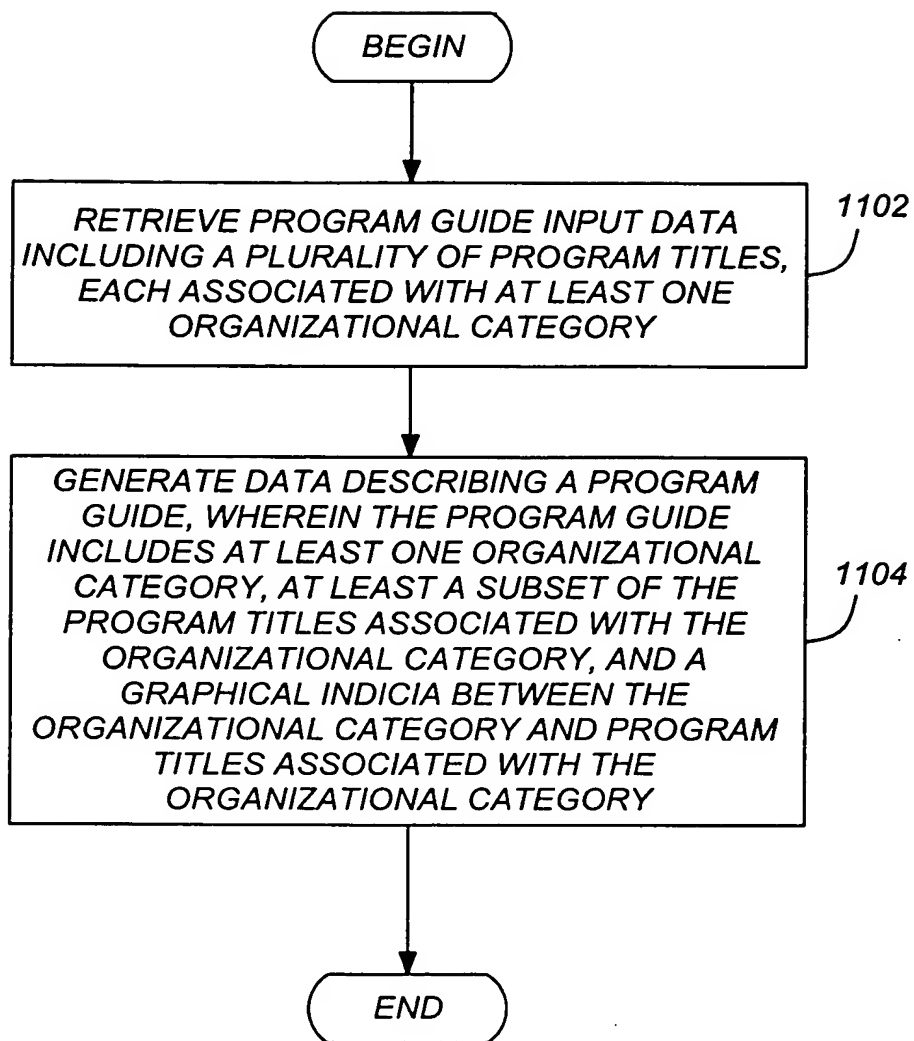 BEGIN
RETRIEVE PROGRAM GUIDE INPUT DATA
INCLUDING A PLURALITY OF PROGRAM TITLES,
EACH ASSOCIATED WITH AT LEAST ONE
ORGANIZATIONAL CATEGORY
1102
GENERATE DATA DESCRIBING A PROGRAM
GUIDE, WHEREIN THE PROGRAM GUIDE
INCLUDES AT LEAST ONE ORGANIZATIONAL
CATEGORY, AT LEAST A SUBSET OF THE
PROGRAM TITLES ASSOCIATED WITH THE
ORGANIZATIONAL CATEGORY, AND A
GRAPHICAL INDICIA BETWEEN THE
ORGANIZATIONAL CATEGORY AND PROGRAM
TITLES ASSOCIATED WITH THE
ORGANIZATIONAL CATEGORY
1104
END